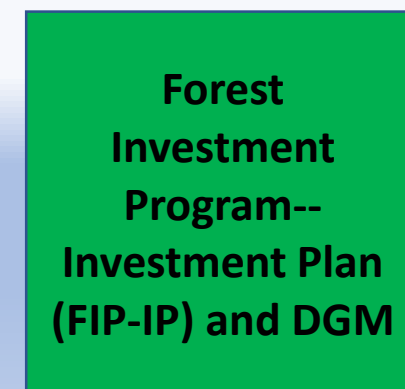 Forest
Investment
Program--
Investment Plan
(FIP-IP) and DGM